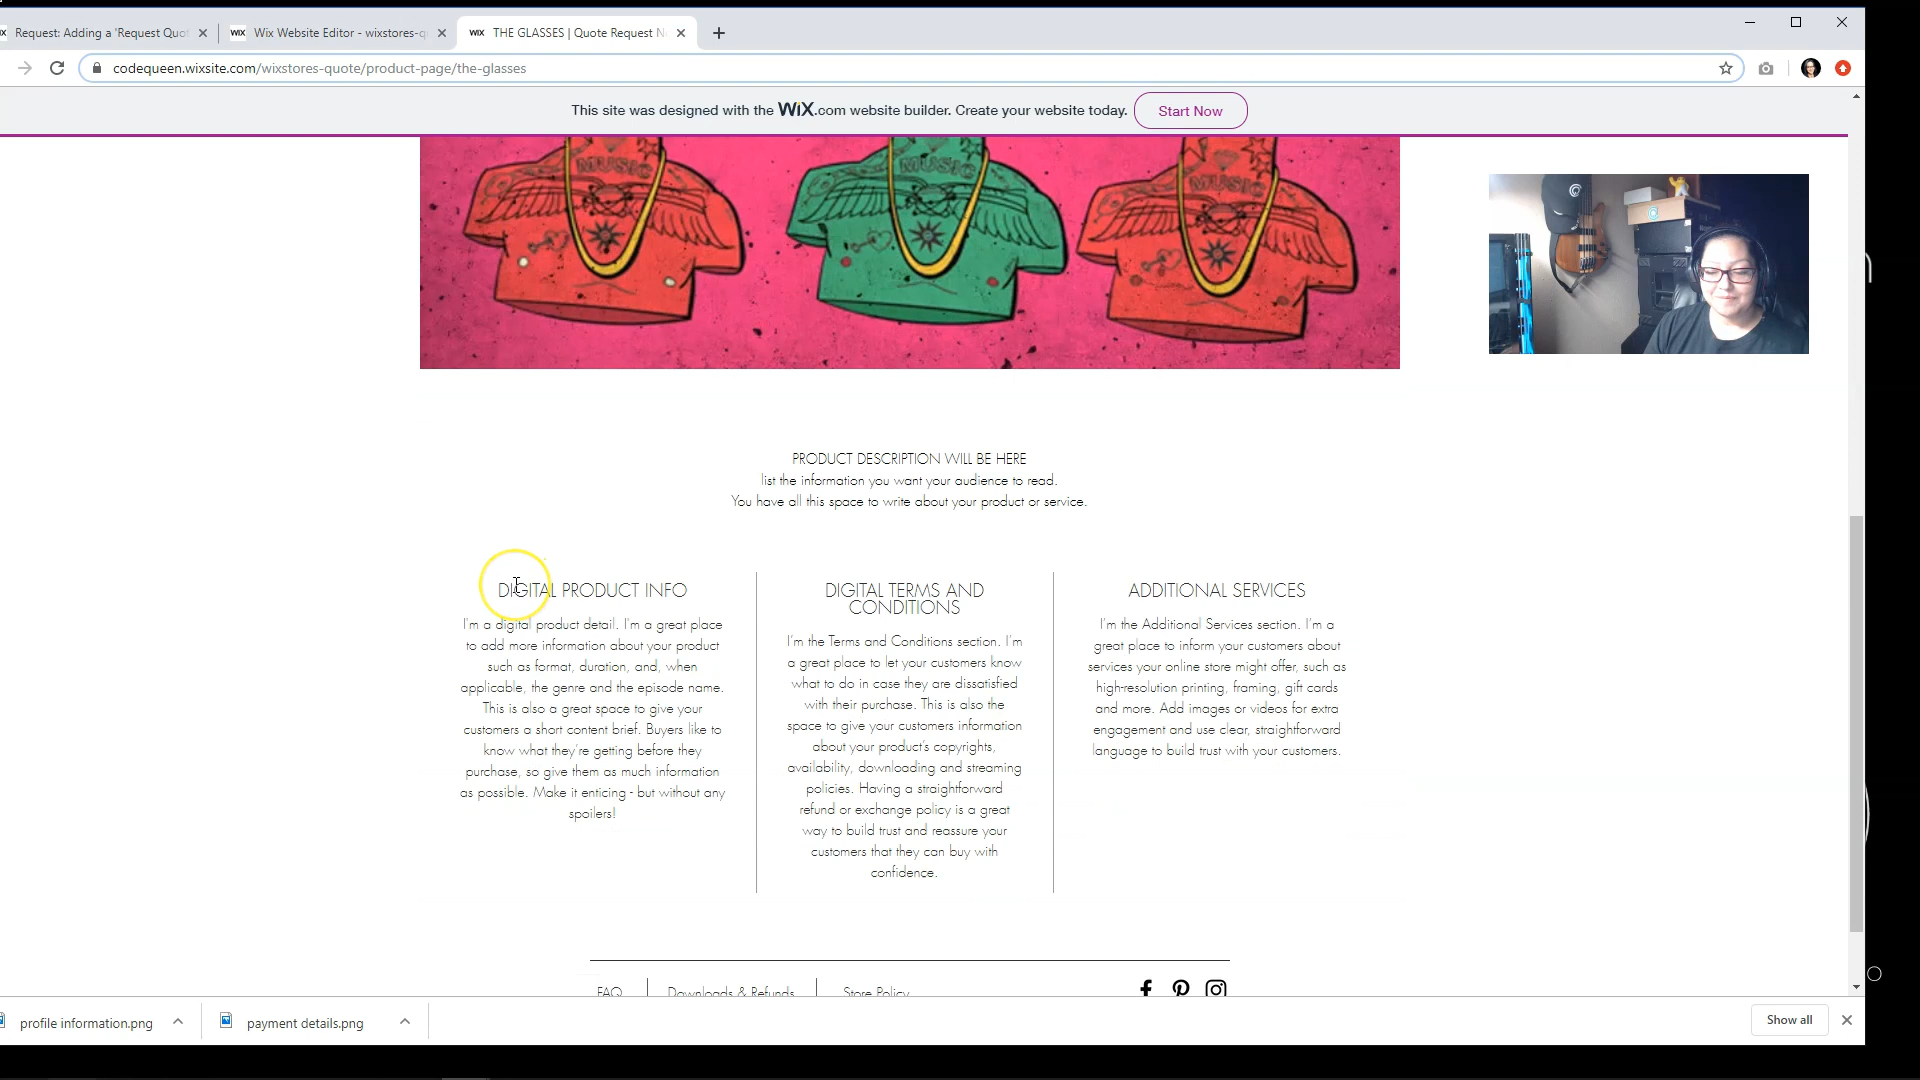 Request: Adding a 'Request Quo
WIX Wix Website Editor - wixstores-q
WIX THE GLASSES | Quote Request N
codequeen.wixsite.com/wixstores-quote/product-page/the-glasses
This site was designed with the WiX.com website builder. Create your website today. Start Now
MUSIC MUSIC MUSIC
PRODUCT DESCRIPTION WILL BE HERE
list the information you want your audience to read.
You have all this space to write about your product or service.
DIGITAL PRODUCT INFO
I'm a digital product detail. I'm a great place
to add more information about your product
such as format, duration, and, when
applicable, the genre and the episode name.
This is also a great space to give your
customers a short content brief. Buyers like to
know what they're getting before they
purchase, so give them as much information
as possible. Make it enticing - but without any
spoilers!
DIGITAL TERMS AND
CONDITIONS
I'm the Terms and Conditions section. I'm
a great place to let your customers know
what to do in case they are dissatisfied
with their purchase. This is also the
space to give your customers information
about your product's copyrights,
availability, downloading and streaming
policies. Having a straightforward
refund or exchange policy is a great
way to build trust and reassure your
customers that they can buy with
confidence.
ADDITIONAL SERVICES
I'm the Additional Services section. I'm a
great place to inform your customers about
services your online store might offer, such as
high-resolution printing, framing, gift cards
and more. Add images or videos for extra
engagement and use clear, straightforward
language to build trust with your customers.
FAQ
Downloads & Refunds
Store Policy
profile information.png
payment details.png
Show all